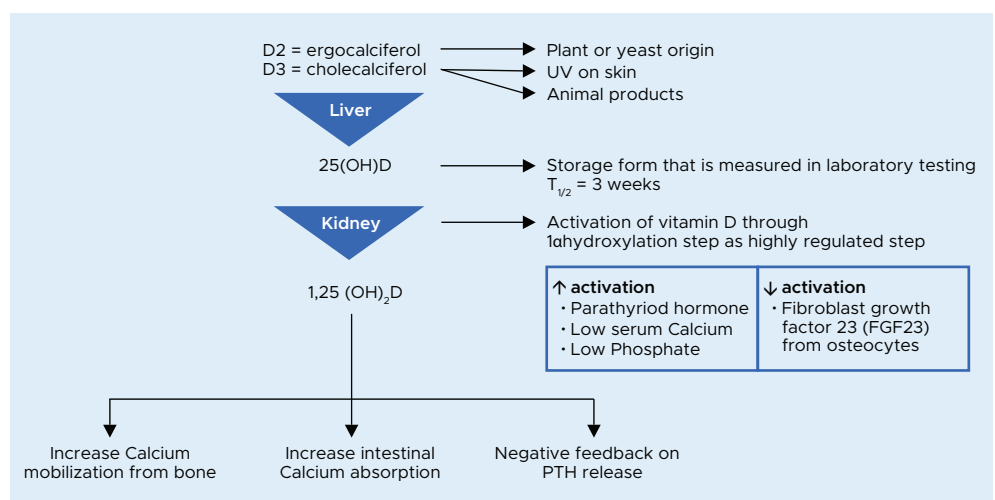 D2 = ergocalciferol
Plant or yeast origin
D3 = cholecalciferol
UV on skin
Animal products
Liver
25(OH)D
Storage form that is measured in laboratory testing
T1/2 = 3 weeks
Kidney
Activation of vitamin D through
1αhydroxylation step as highly regulated step
1,25 (OH)2D
↑ activation
· Parathyriod hormone
· Low serum Calcium
· Low Phosphate
↓ activation
· Fibroblast growth
factor 23 (FGF23)
from osteocytes
Increase Calcium
mobilization from bone
Increase intestinal
Calcium absorption
Negative feedback on
PTH release